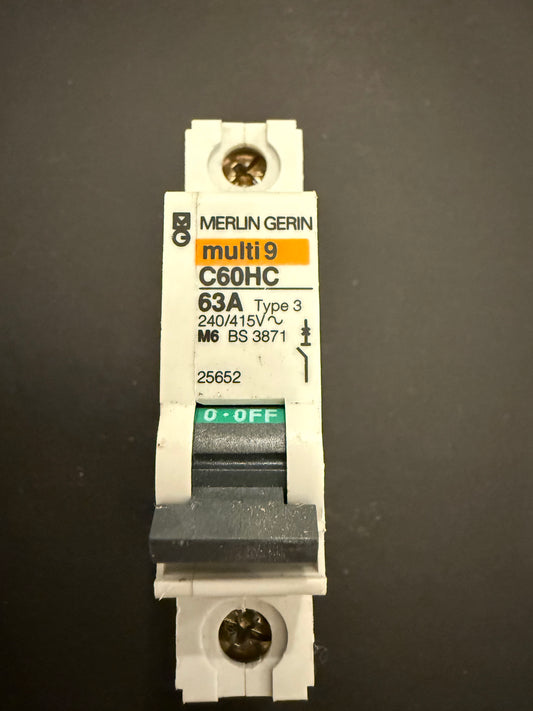 MERLIN GERIN
multi 9
C60HC
63A Type 3
240/415V~
M6 BS 3871
25652
O·OFF